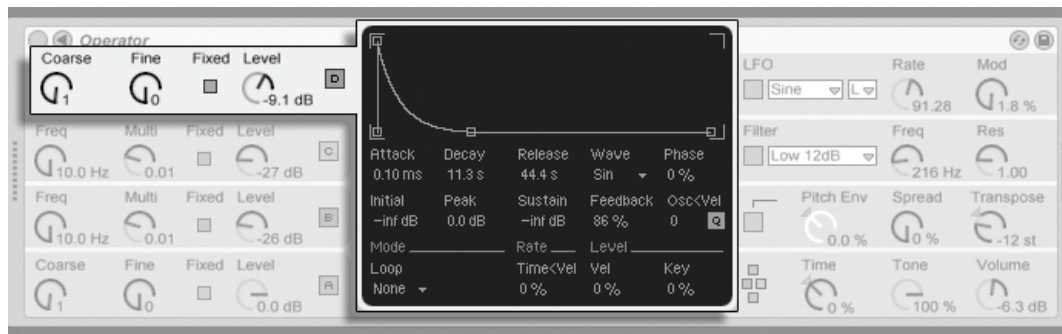 Operator
Coarse Fine Fixed Level
1 0 -9.1 dB D
Freq Multi Fixed Level
10.0 Hz 0.01 -27 dB C
Freq Multi Fixed Level
10.0 Hz 0.01 -26 dB B
Coarse Fine Fixed Level
1 0 0.0 dB A
Attack Decay Release Wave Phase
0.10 ms 11.3 s 44.4 s Sin 0 %
Initial Peak Sustain Feedback Osc<Vel
-inf dB 0.0 dB -inf dB 86 % 0 Q
Mode Rate Level
Loop Time<Vel Vel Key
None 0 % 0 % 0 %
LFO Rate Mod
Sine L 91.28 1.8 %
Filter Freq Res
Low 12dB 216 Hz 1.00
Pitch Env Spread Transpose
0.0 % 0 % -12 st
Time Tone Volume
0 % 100 % -6.3 dB